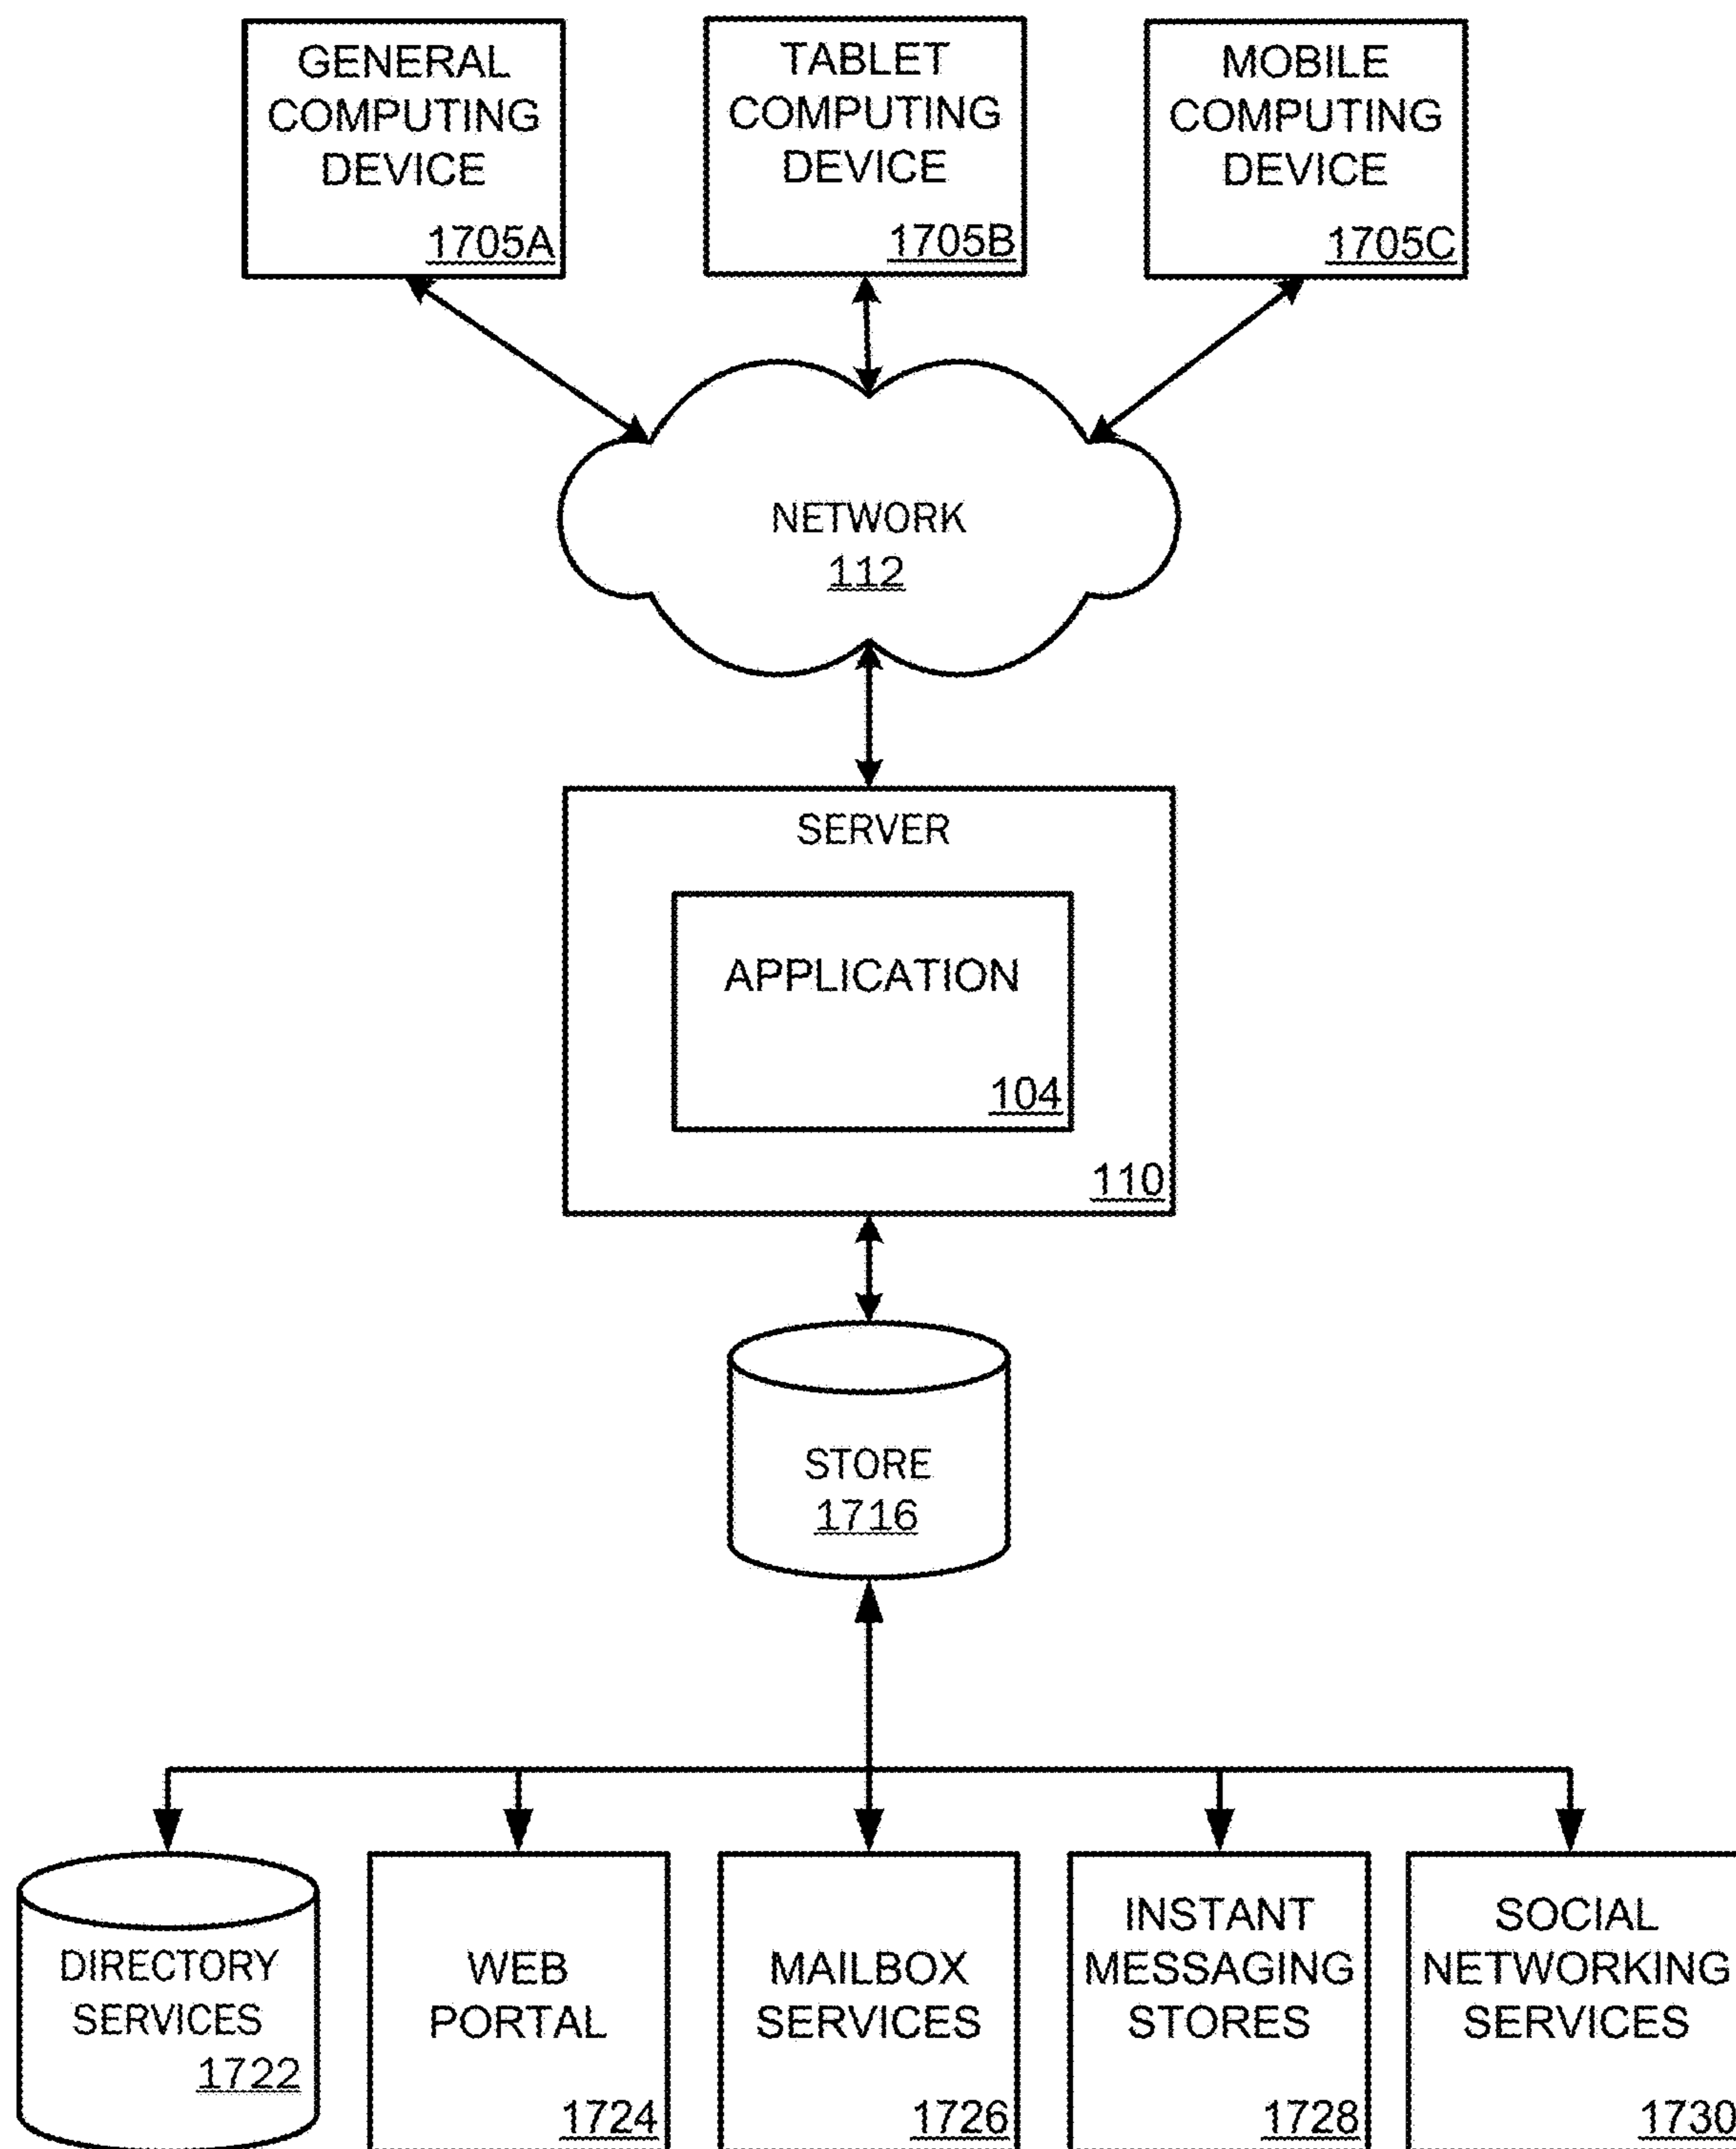 GENERAL
COMPUTING
DEVICE
1705A
TABLET
COMPUTING
DEVICE
1705B
MOBILE
COMPUTING
DEVICE
1705C
NETWORK
112
SERVER
APPLICATION
104
110
STORE
1716
DIRECTORY
SERVICES
1722
WEB
PORTAL
1724
MAILBOX
SERVICES
1726
INSTANT
MESSAGING
STORES
1728
SOCIAL
NETWORKING
SERVICES
1730